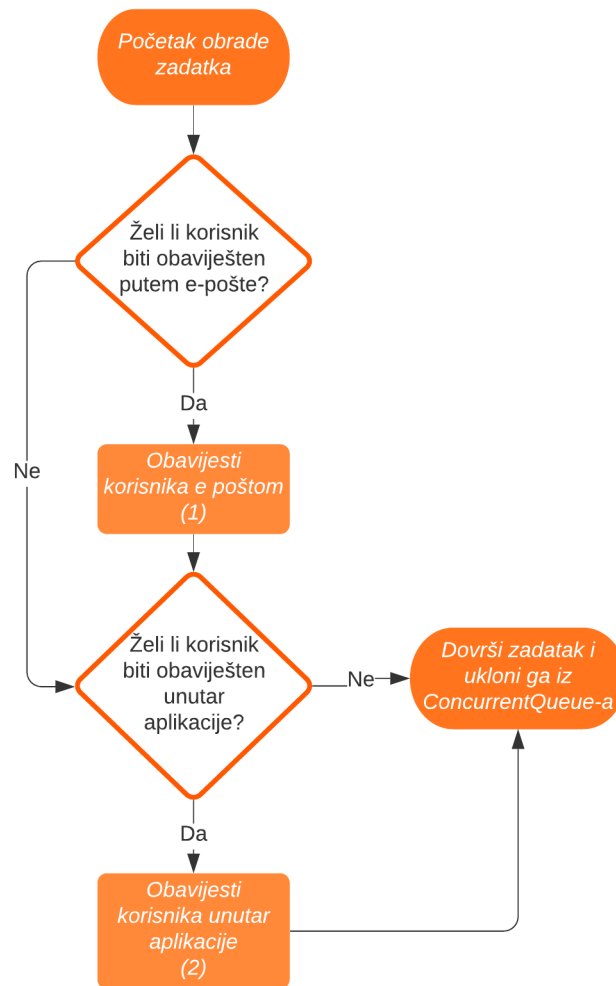 Početak obrade
zadatka
Želi li korisnik
biti obaviješten
putem e-pošte?
Da
Ne
Obavijesti
korisnika e poštom
(1)
Želi li korisnik
biti obaviješten
unutar
aplikacije?
Ne
Dovrši zadatak i
ukloni ga iz
ConcurrentQueue-a
Da
Obavijesti
korisnika unutar
aplikacije
(2)